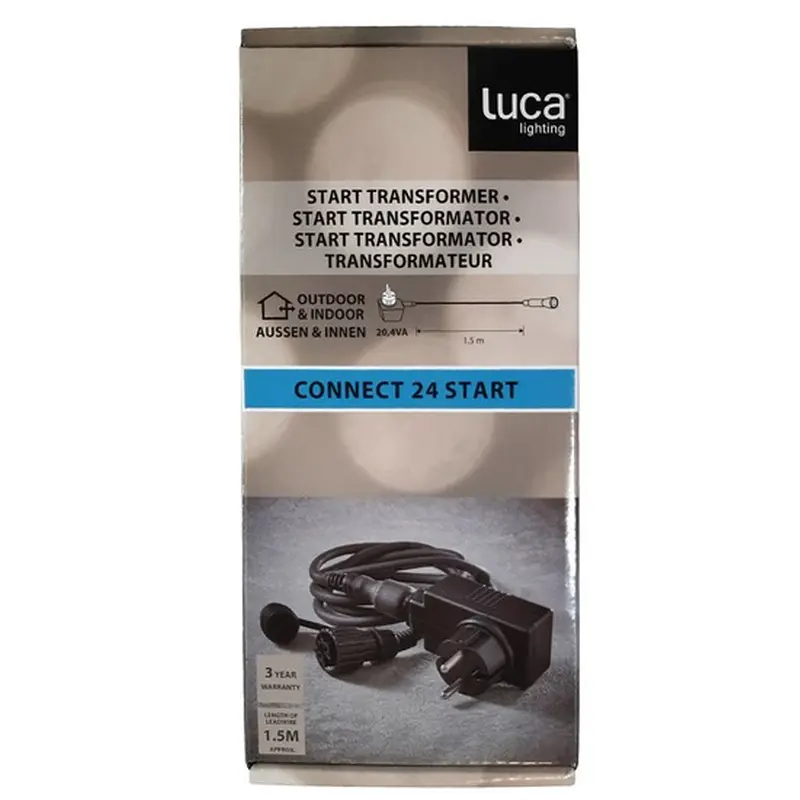 Luca®
lighting
START TRANSFORMER •
START TRANSFORMATOR •
START TRANSFORMATOR •
TRANSFORMATEUR
OUTDOOR
& INDOOR
AUSSEN & INNEN
20,4VA
1.5 m
CONNECT 24 START
3 YEAR
WARRANTY
LENGTH OF
LEADWIRE
1.5M
APPROX.